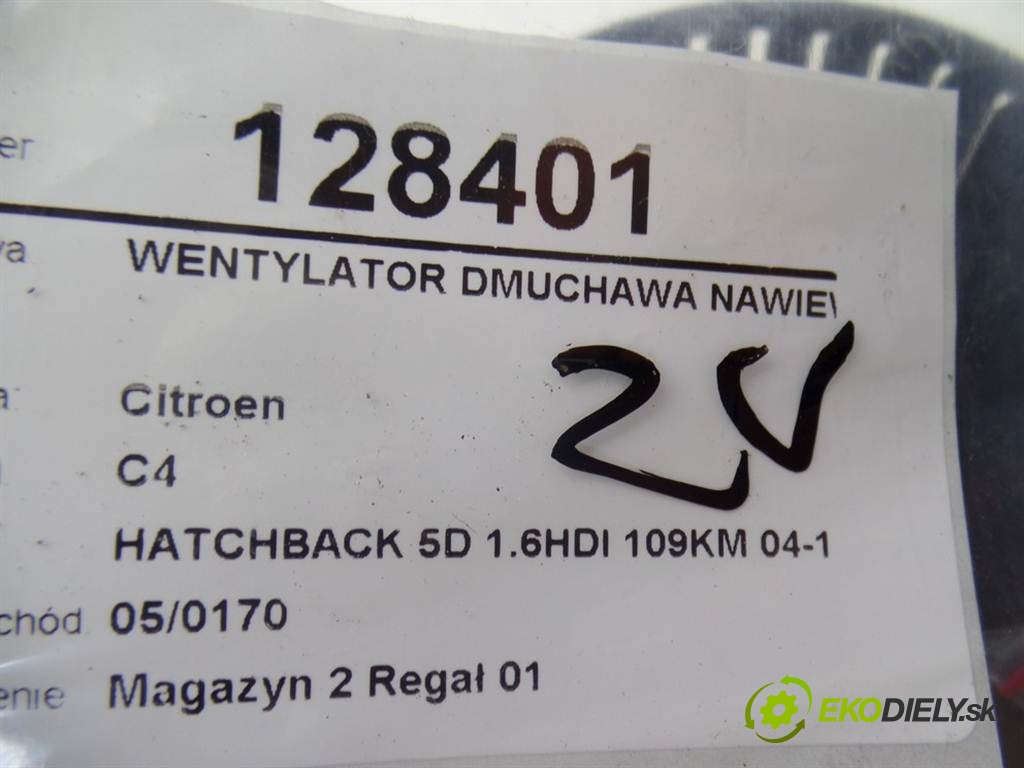 er 128401
WENTYLATOR DMUCHAWA NAWIE
Citroen
C4
2V
HATCHBACK 5D 1.6HDI 109KM 04-1
chód 05/0170
enie Magazyn 2 Regał 01
EKODIELY.sk